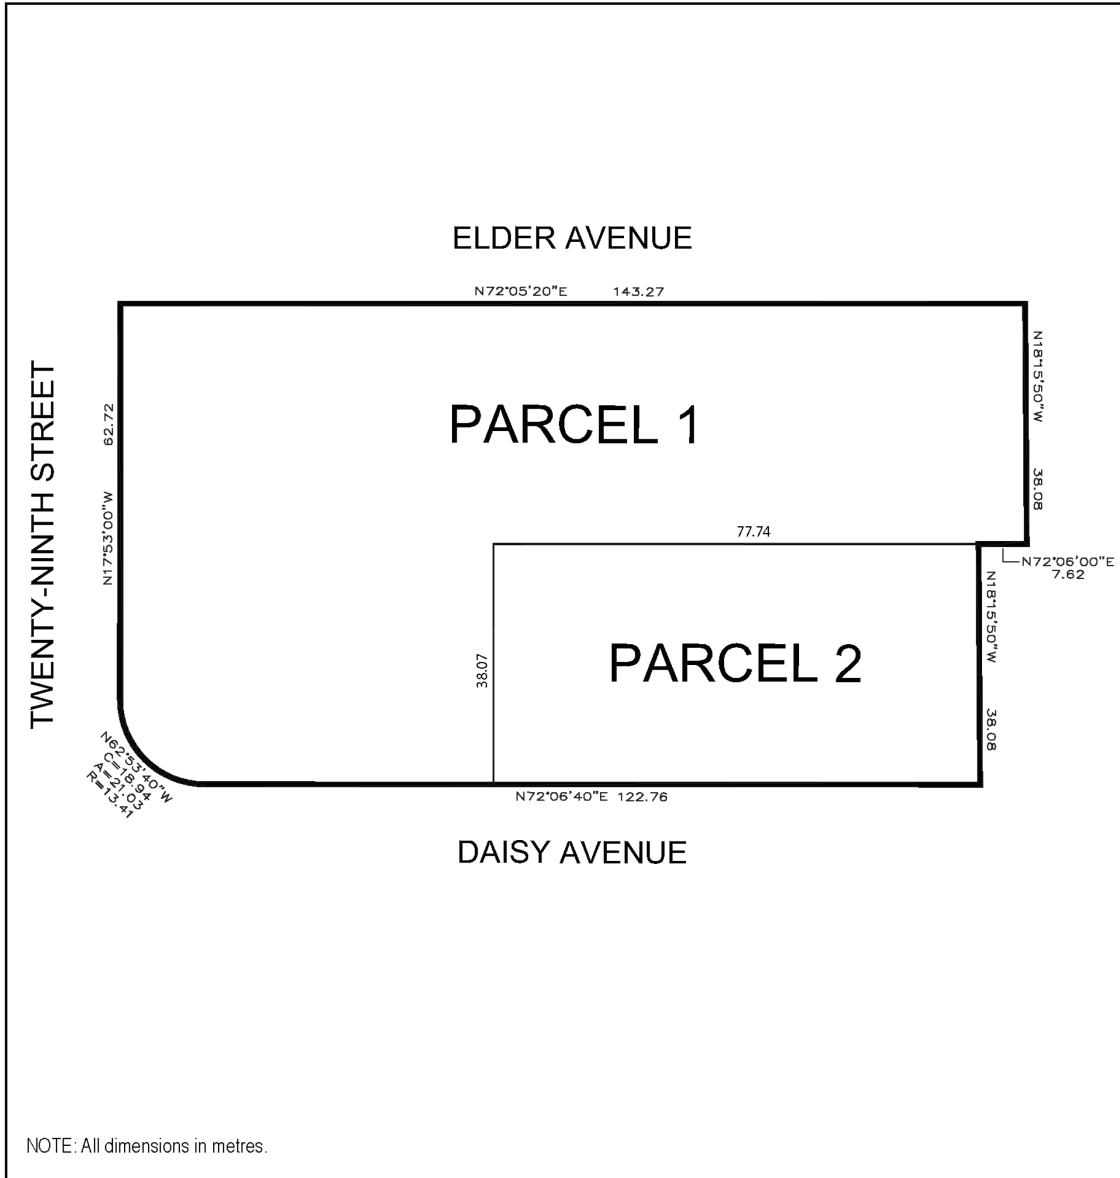 ELDER AVENUE
N72°05'20"E 143.27
N18°15'50"W 38.08
TWENTY-NINTH STREET
N17°53'00"W 62.72
PARCEL 1
77.74
N72°06'00"E
7.62
38.07
PARCEL 2
N18°15'50"W 38.08
N62°53'40"W
C=18.94
A=21.03
R=13.41
N72°06'40"E 122.76
DAISY AVENUE
NOTE: All dimensions in metres.